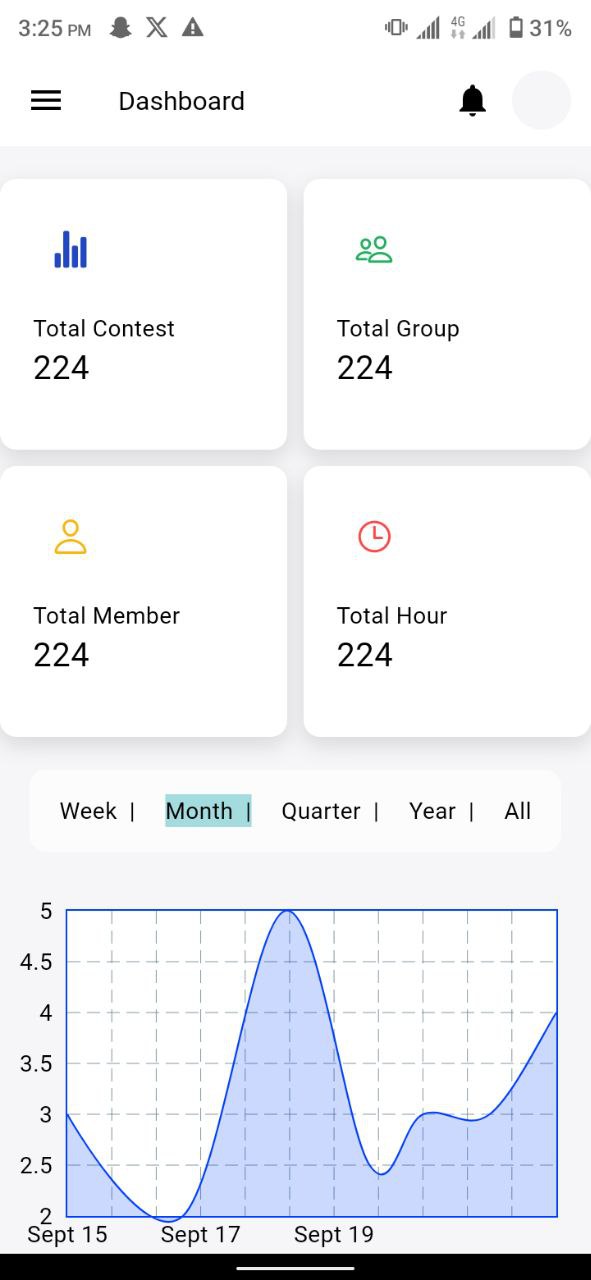 3:25 PM 4G 31%
Dashboard
Total Contest
224
Total Group
224
Total Member
224
Total Hour
224
Week | Month | Quarter | Year | All
5
4.5
4
3.5
3
2.5
2
Sept 15 Sept 17 Sept 19